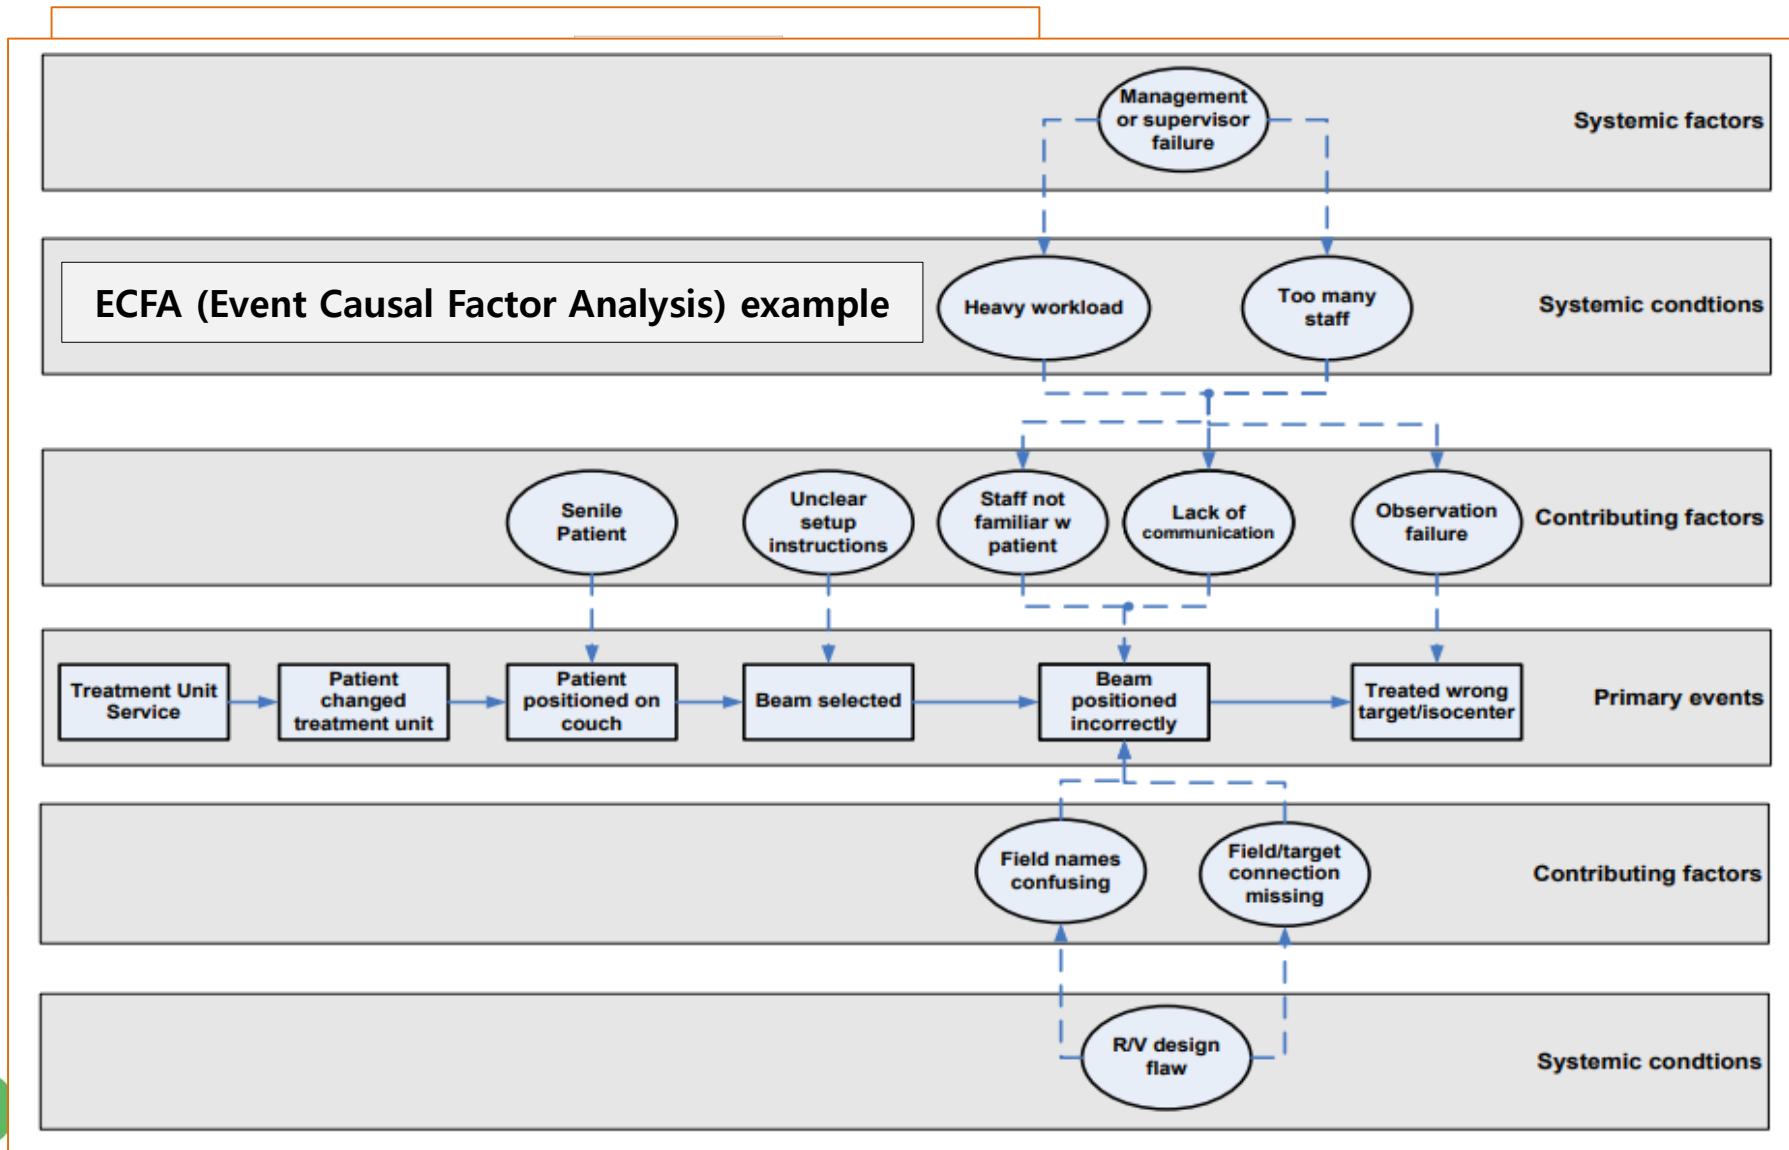 Management
or supervisor
failure
Systemic factors
ECFA (Event Causal Factor Analysis) example
Heavy workload
Too many
staff
Systemic condtions
Senile
Patient
Unclear
setup
instructions
Staff not
familiar w
patient
Lack of
communication
Observation
failure
Contributing factors
Treatment Unit
Service
Patient
changed
treatment unit
Patient
positioned on
couch
Beam selected
Beam
positioned
incorrectly
Treated wrong
target/isocenter
Primary events
Field names
confusing
Field/target
connection
missing
Contributing factors
R/V design
flaw
Systemic condtions